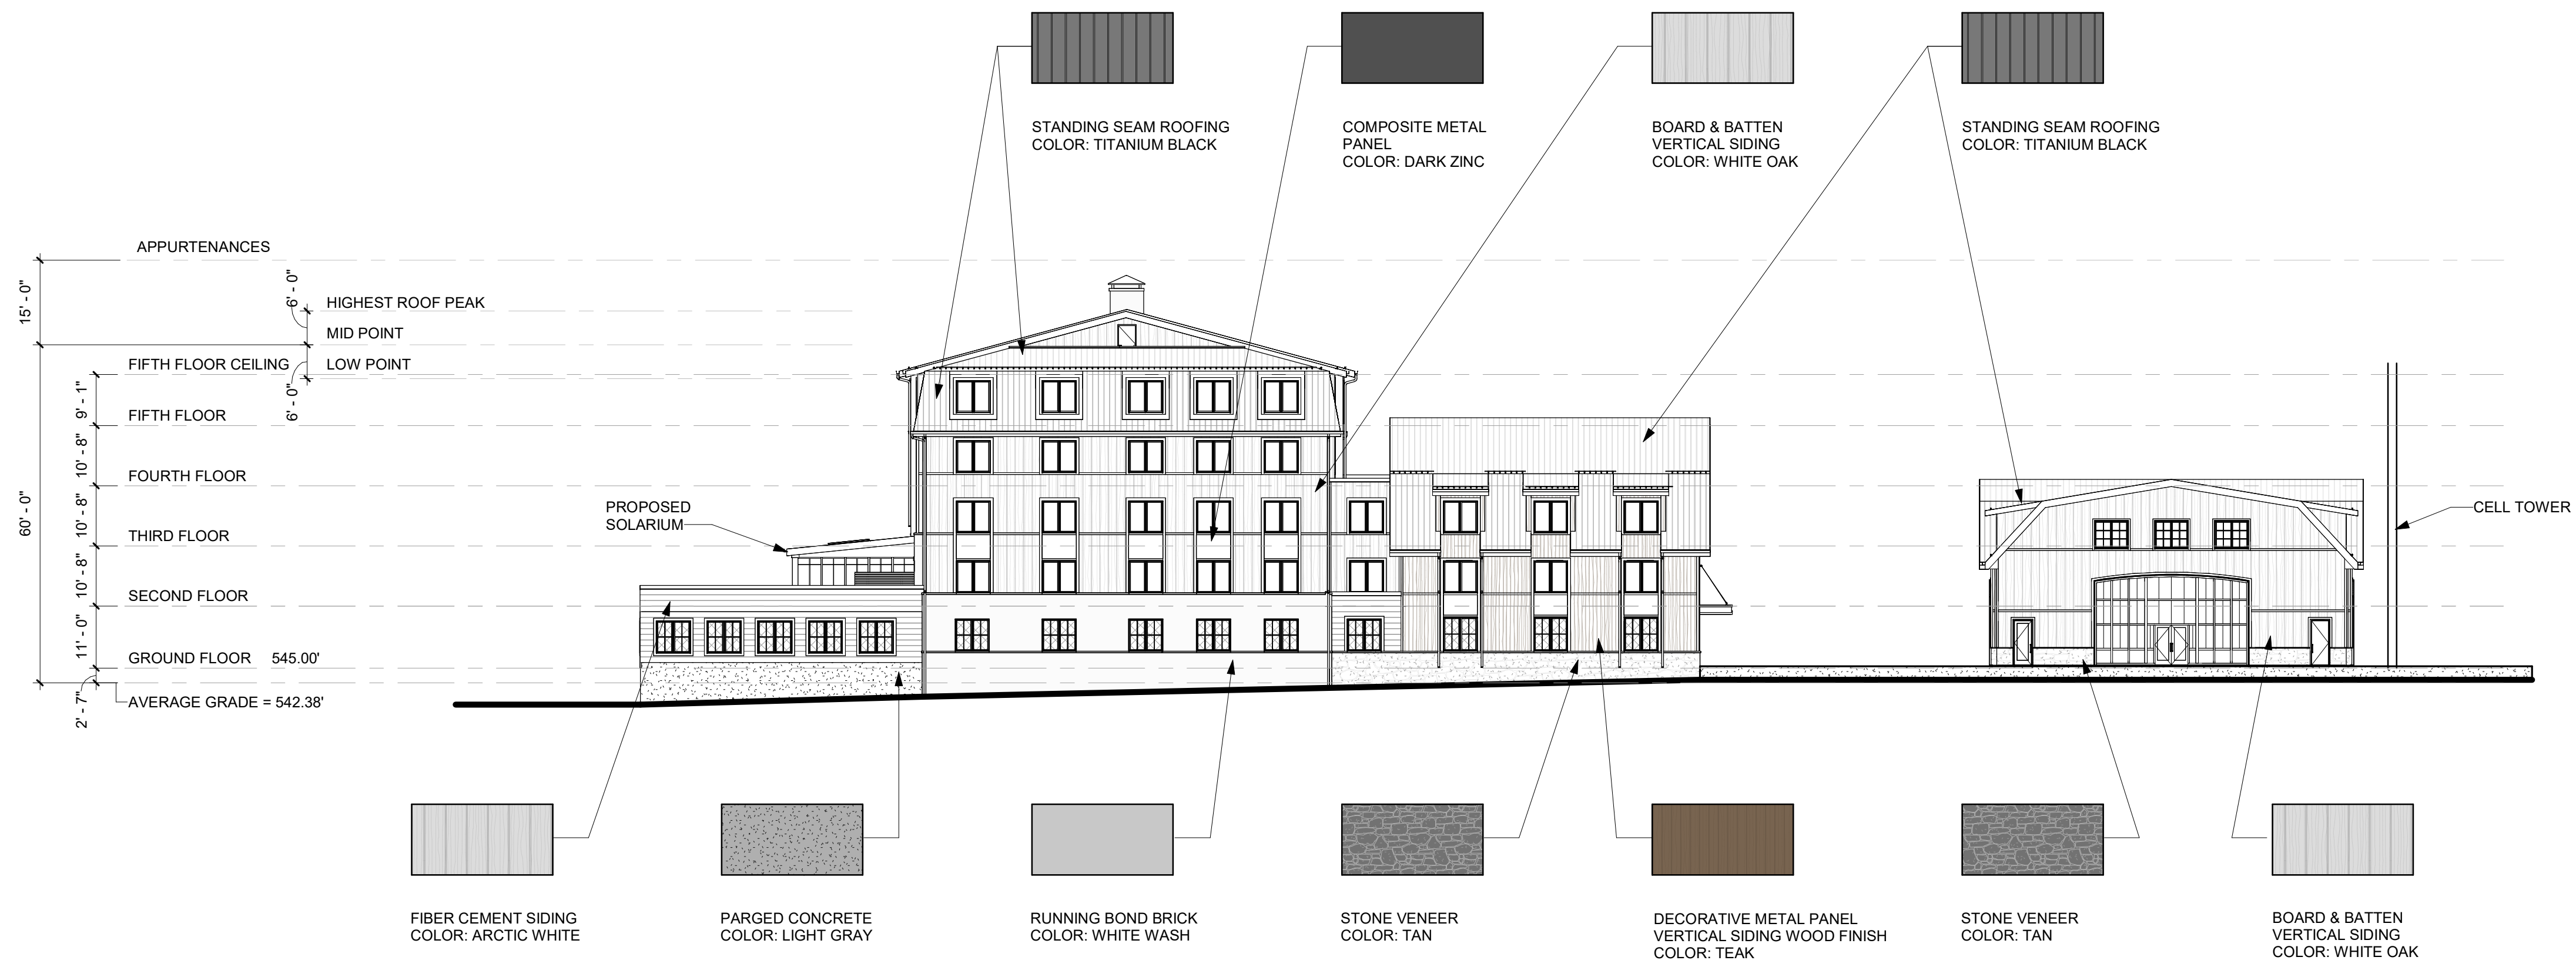 STANDING SEAM ROOFING
COLOR: TITANIUM BLACK
COMPOSITE METAL
PANEL
COLOR: DARK ZINC
BOARD & BATTEN
VERTICAL SIDING
COLOR: WHITE OAK
STANDING SEAM ROOFING
COLOR: TITANIUM BLACK
APPURTENANCES
15' - 0"
6' - 0"
HIGHEST ROOF PEAK
MID POINT
LOW POINT
6' - 0"
FIFTH FLOOR CEILING
9' - 1"
FIFTH FLOOR
10' - 8"
FOURTH FLOOR
10' - 8"
THIRD FLOOR
10' - 8"
SECOND FLOOR
11' - 0"
GROUND FLOOR 545.00'
2' - 7"
AVERAGE GRADE = 542.38'
60' - 0"
PROPOSED
SOLARIUM
CELL TOWER
FIBER CEMENT SIDING
COLOR: ARCTIC WHITE
PARGED CONCRETE
COLOR: LIGHT GRAY
RUNNING BOND BRICK
COLOR: WHITE WASH
STONE VENEER
COLOR: TAN
DECORATIVE METAL PANEL
VERTICAL SIDING WOOD FINISH
COLOR: TEAK
STONE VENEER
COLOR: TAN
BOARD & BATTEN
VERTICAL SIDING
COLOR: WHITE OAK